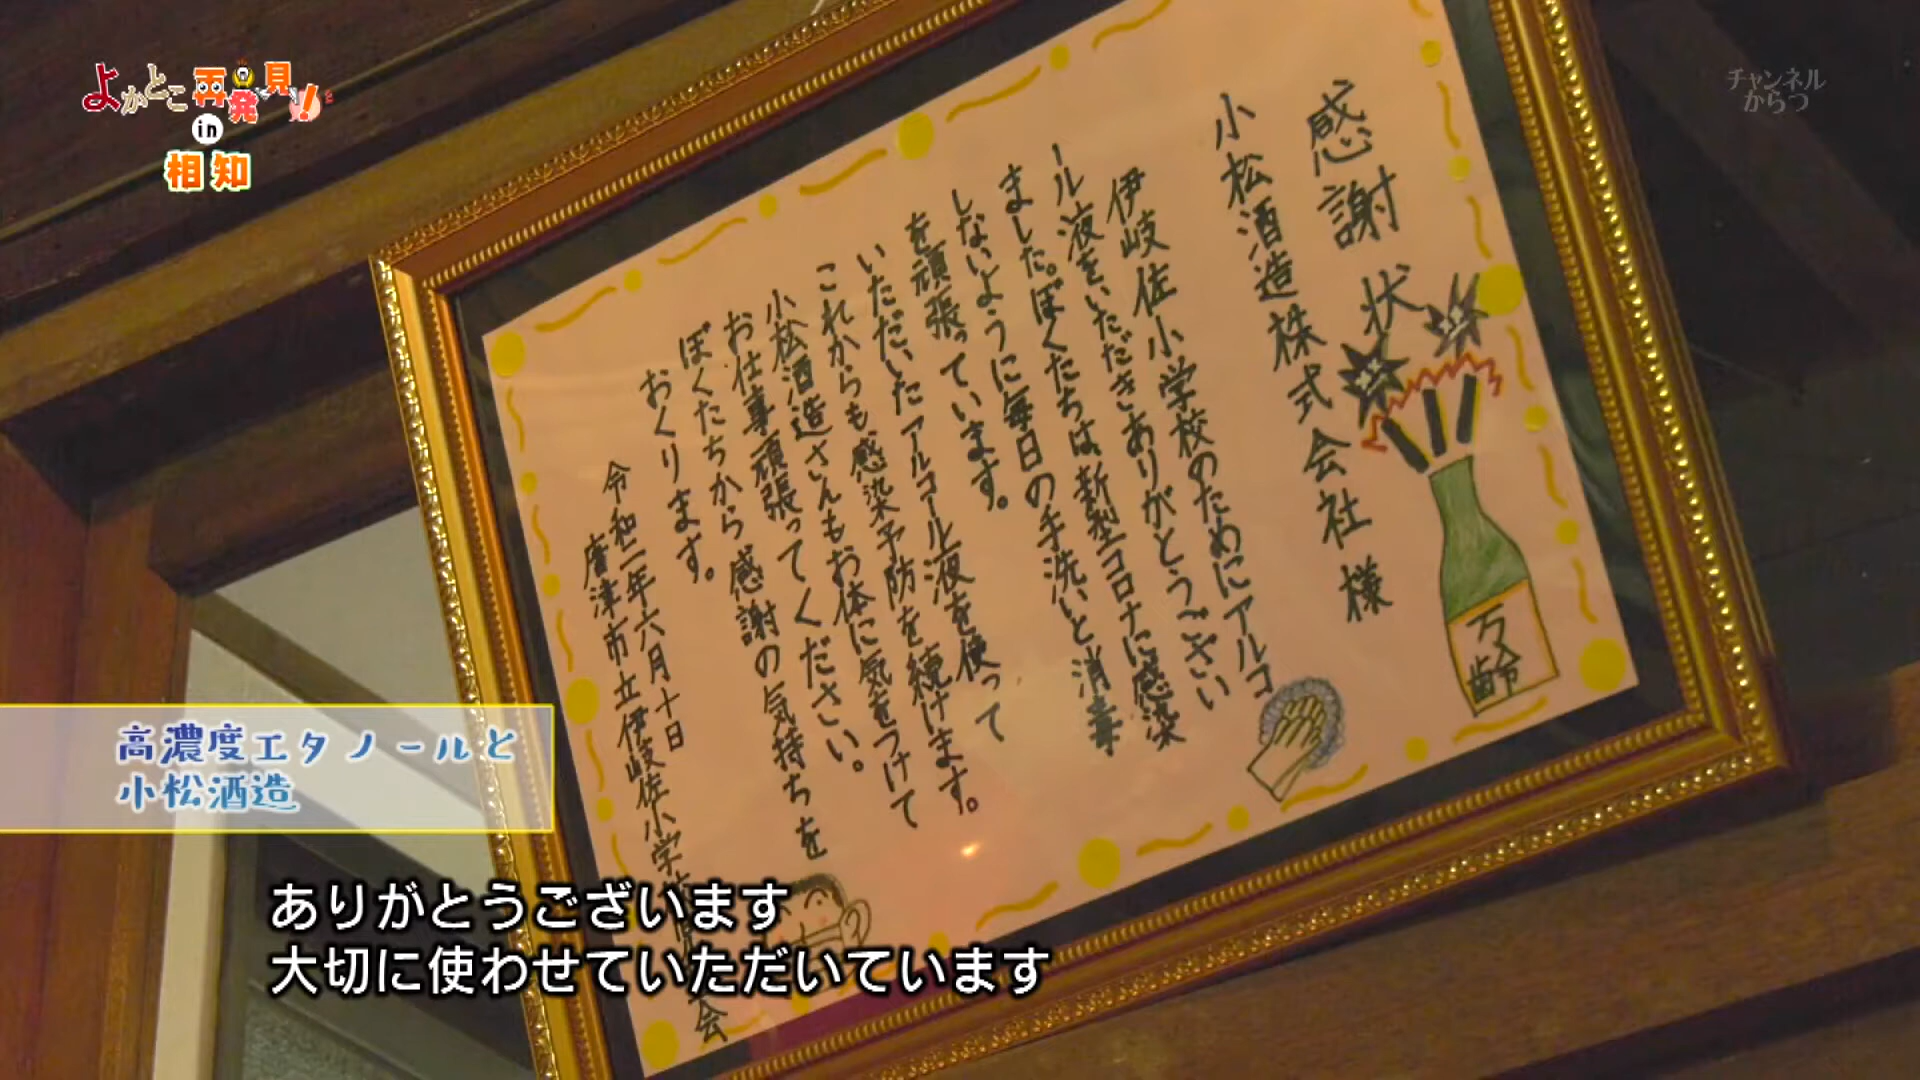 よかとこ再発見！
in
相知
チャンネル
からつ
感謝状
小松酒造株式会社様
伊岐佐小学校のためにアルコ
ール液をいただきありがとうござい
ました。ぼくたちは、新型コロナに感染
しないように毎日の手洗いと消毒
を頑張っています。
いただいたアルコール液を使って
これからも感染予防を続けます。
小松酒造さんもお体に気をつけて
お仕事頑張ってください。
ぼくたちから感謝の気持ちを
おくります。
令和二年六月十日
唐津市立伊岐佐小学
会
万齢
高濃度エタノールと
小松酒造
ありがとうございます
大切に使わせていただいています